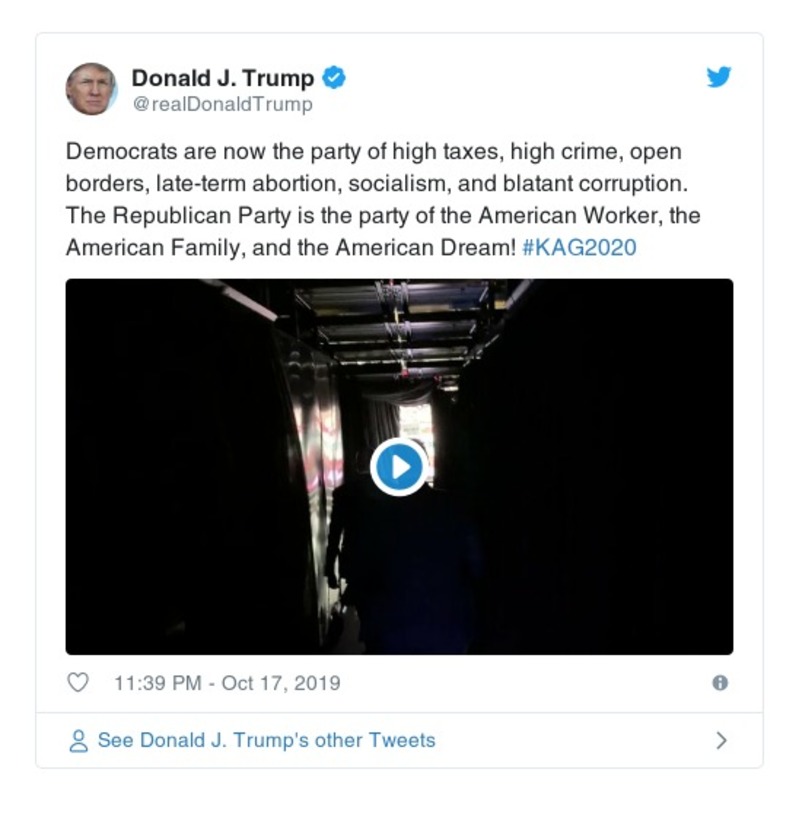 Donald J. Trump
@realDonaldTrump
Democrats are now the party of high taxes, high crime, open
borders, late-term abortion, socialism, and blatant corruption.
The Republican Party is the party of the American Worker, the
American Family, and the American Dream! #KAG2020
11:39 PM - Oct 17, 2019
See Donald J. Trump's other Tweets